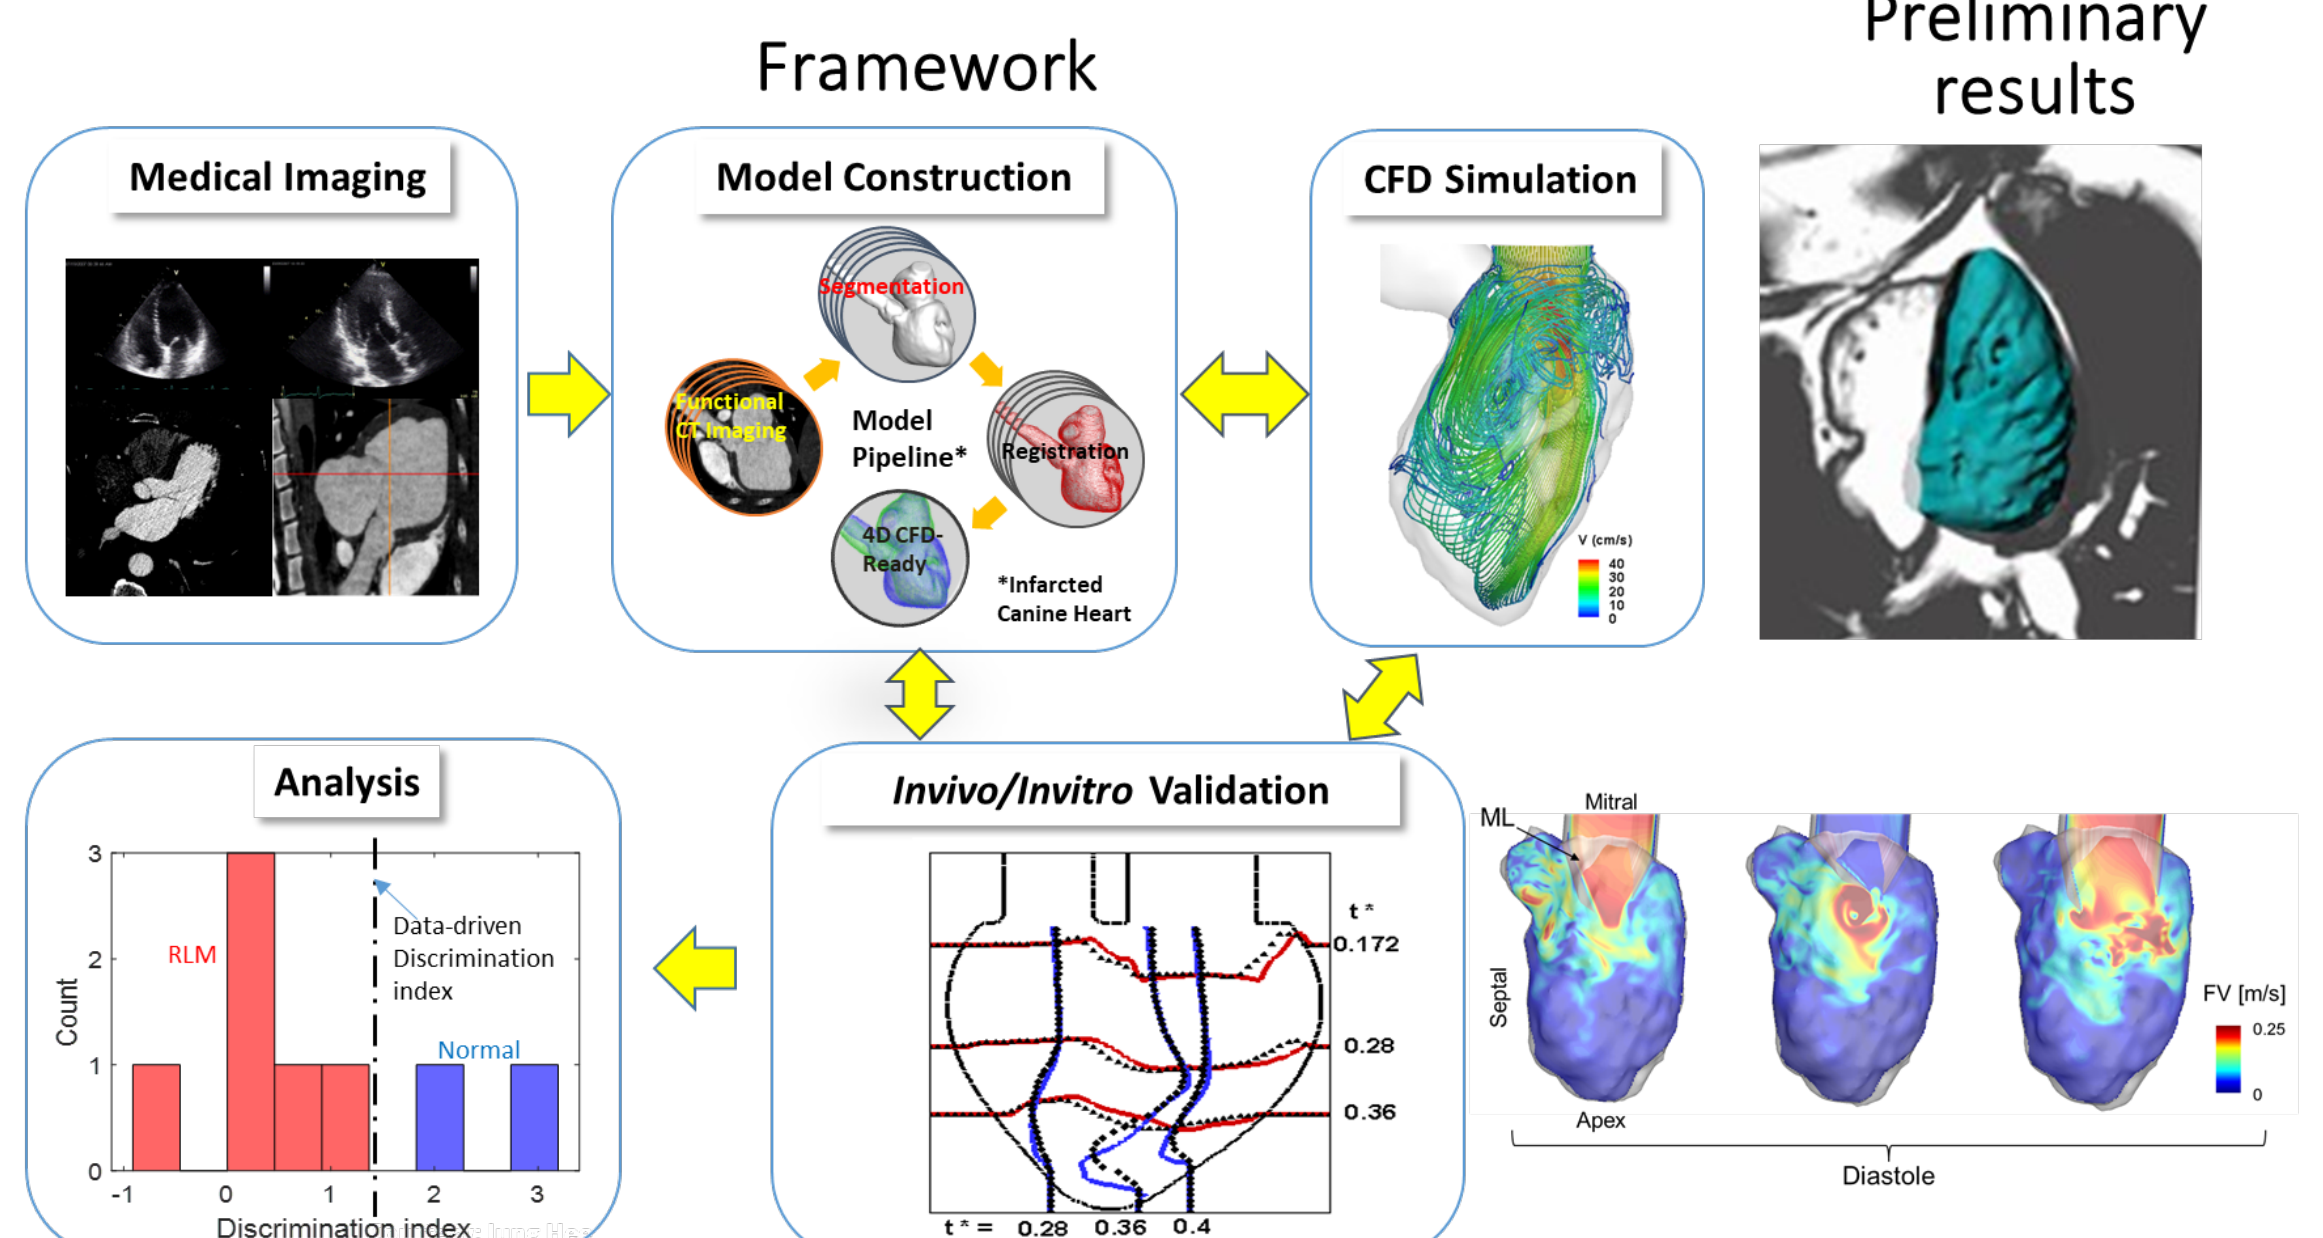 Framework
Preliminary
results
Medical Imaging
Model Construction
Segmentation
Functional
CT Imaging
Model
Pipeline*
Registration
4D CFD-
Ready
*Infarcted
Canine Heart
CFD Simulation
V (cm/s)
40
30
20
10
0
Analysis
3
2
1
0
Count
RLM
Data-driven
Discrimination
index
Normal
-1 0 1 2 3
Discrimination index
Invivo/Invitro Validation
t*
0.172
0.28
0.36
t* = 0.28 0.36 0.4
ML
Mitral
Septal
Apex
FV [m/s]
0.25
0
Diastole